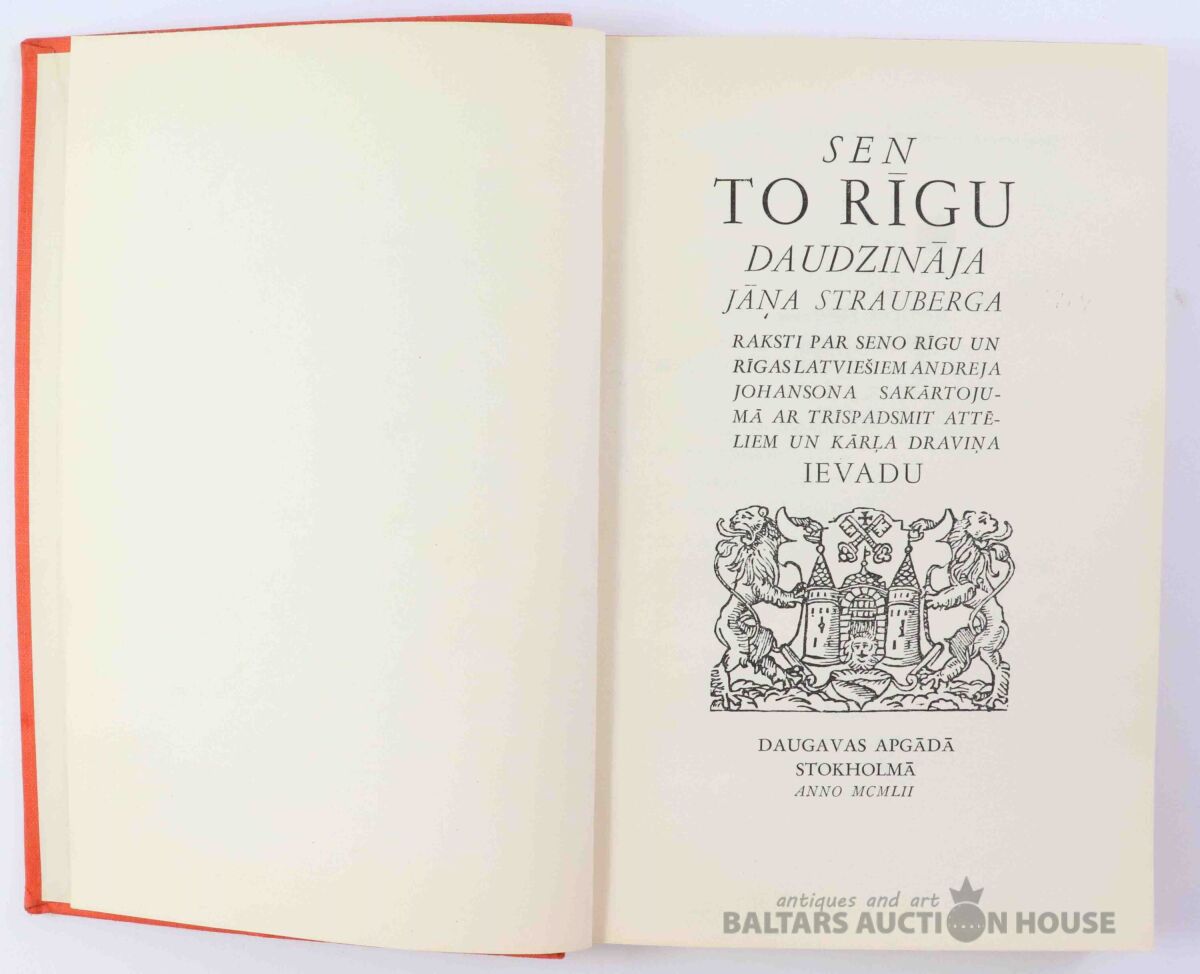 SEN
TO RĪGU
DAUDZINĀJA
JĀŅA STRAUBERGA
RAKSTI PAR SENO RĪGU UN
RĪGAS LATVIEŠIEM ANDREJA
JOHANSONA SAKĀRTOJU-
MĀ AR TRĪSPADSMIT ATTĒ-
LIEM UN KĀRĻA DRAVIŅA
IEVADU
DAUGAVAS APGĀDĀ
STOKHOLMĀ
ANNO MCMLII
antiques and art
BALTARS AUCTION HOUSE